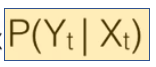 P(Yₜ | Xₜ)